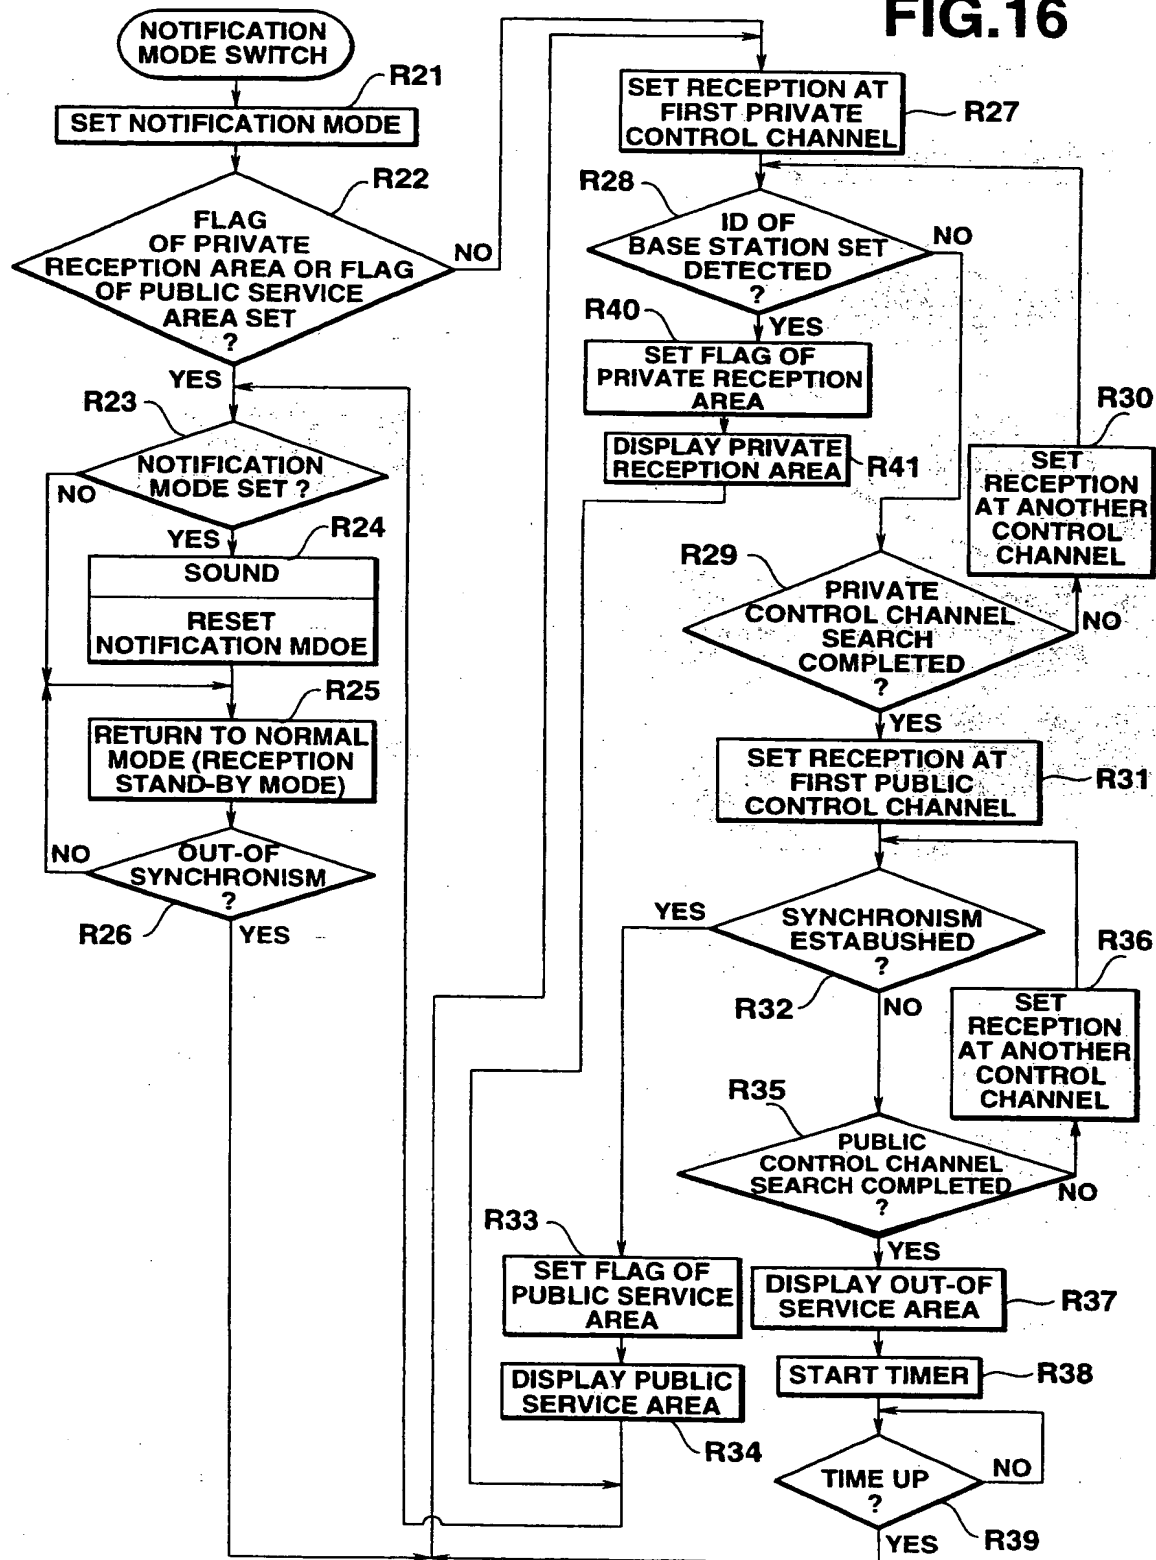 FIG.16
NOTIFICATION
MODE SWITCH
R21
SET NOTIFICATION MODE
R22
FLAG
OF PRIVATE
RECEPTION AREA OR FLAG
OF PUBLIC SERVICE
AREA SET
?
NO
YES
R23
NOTIFICATION
MODE SET ?
NO
YES
R24
SOUND
RESET
NOTIFICATION MDOE
R25
RETURN TO NORMAL
MODE (RECEPTION
STAND-BY MODE)
NO
OUT-OF
SYNCHRONISM
?
R26
YES
SET RECEPTION AT
FIRST PRIVATE
CONTROL CHANNEL
R27
R28
ID OF
BASE STATION SET
DETECTED
?
NO
R40
YES
SET FLAG OF
PRIVATE RECEPTION
AREA
DISPLAY PRIVATE
RECEPTION AREA
R41
R30
SET
RECEPTION
AT ANOTHER
CONTROL
CHANNEL
R29
PRIVATE
CONTROL CHANNEL
SEARCH
COMPLETED
?
NO
YES
SET RECEPTION AT
FIRST PUBLIC
CONTROL CHANNEL
R31
YES
SYNCHRONISM
ESTABUSHED
?
R32
NO
R36
SET
RECEPTION
AT ANOTHER
CONTROL
CHANNEL
R35
PUBLIC
CONTROL CHANNEL
SEARCH COMPLETED
?
NO
YES
R33
SET FLAG OF
PUBLIC SERVICE
AREA
DISPLAY PUBLIC
SERVICE AREA
R34
DISPLAY OUT-OF
SERVICE AREA
R37
START TIMER
R38
TIME UP
?
NO
R39
YES